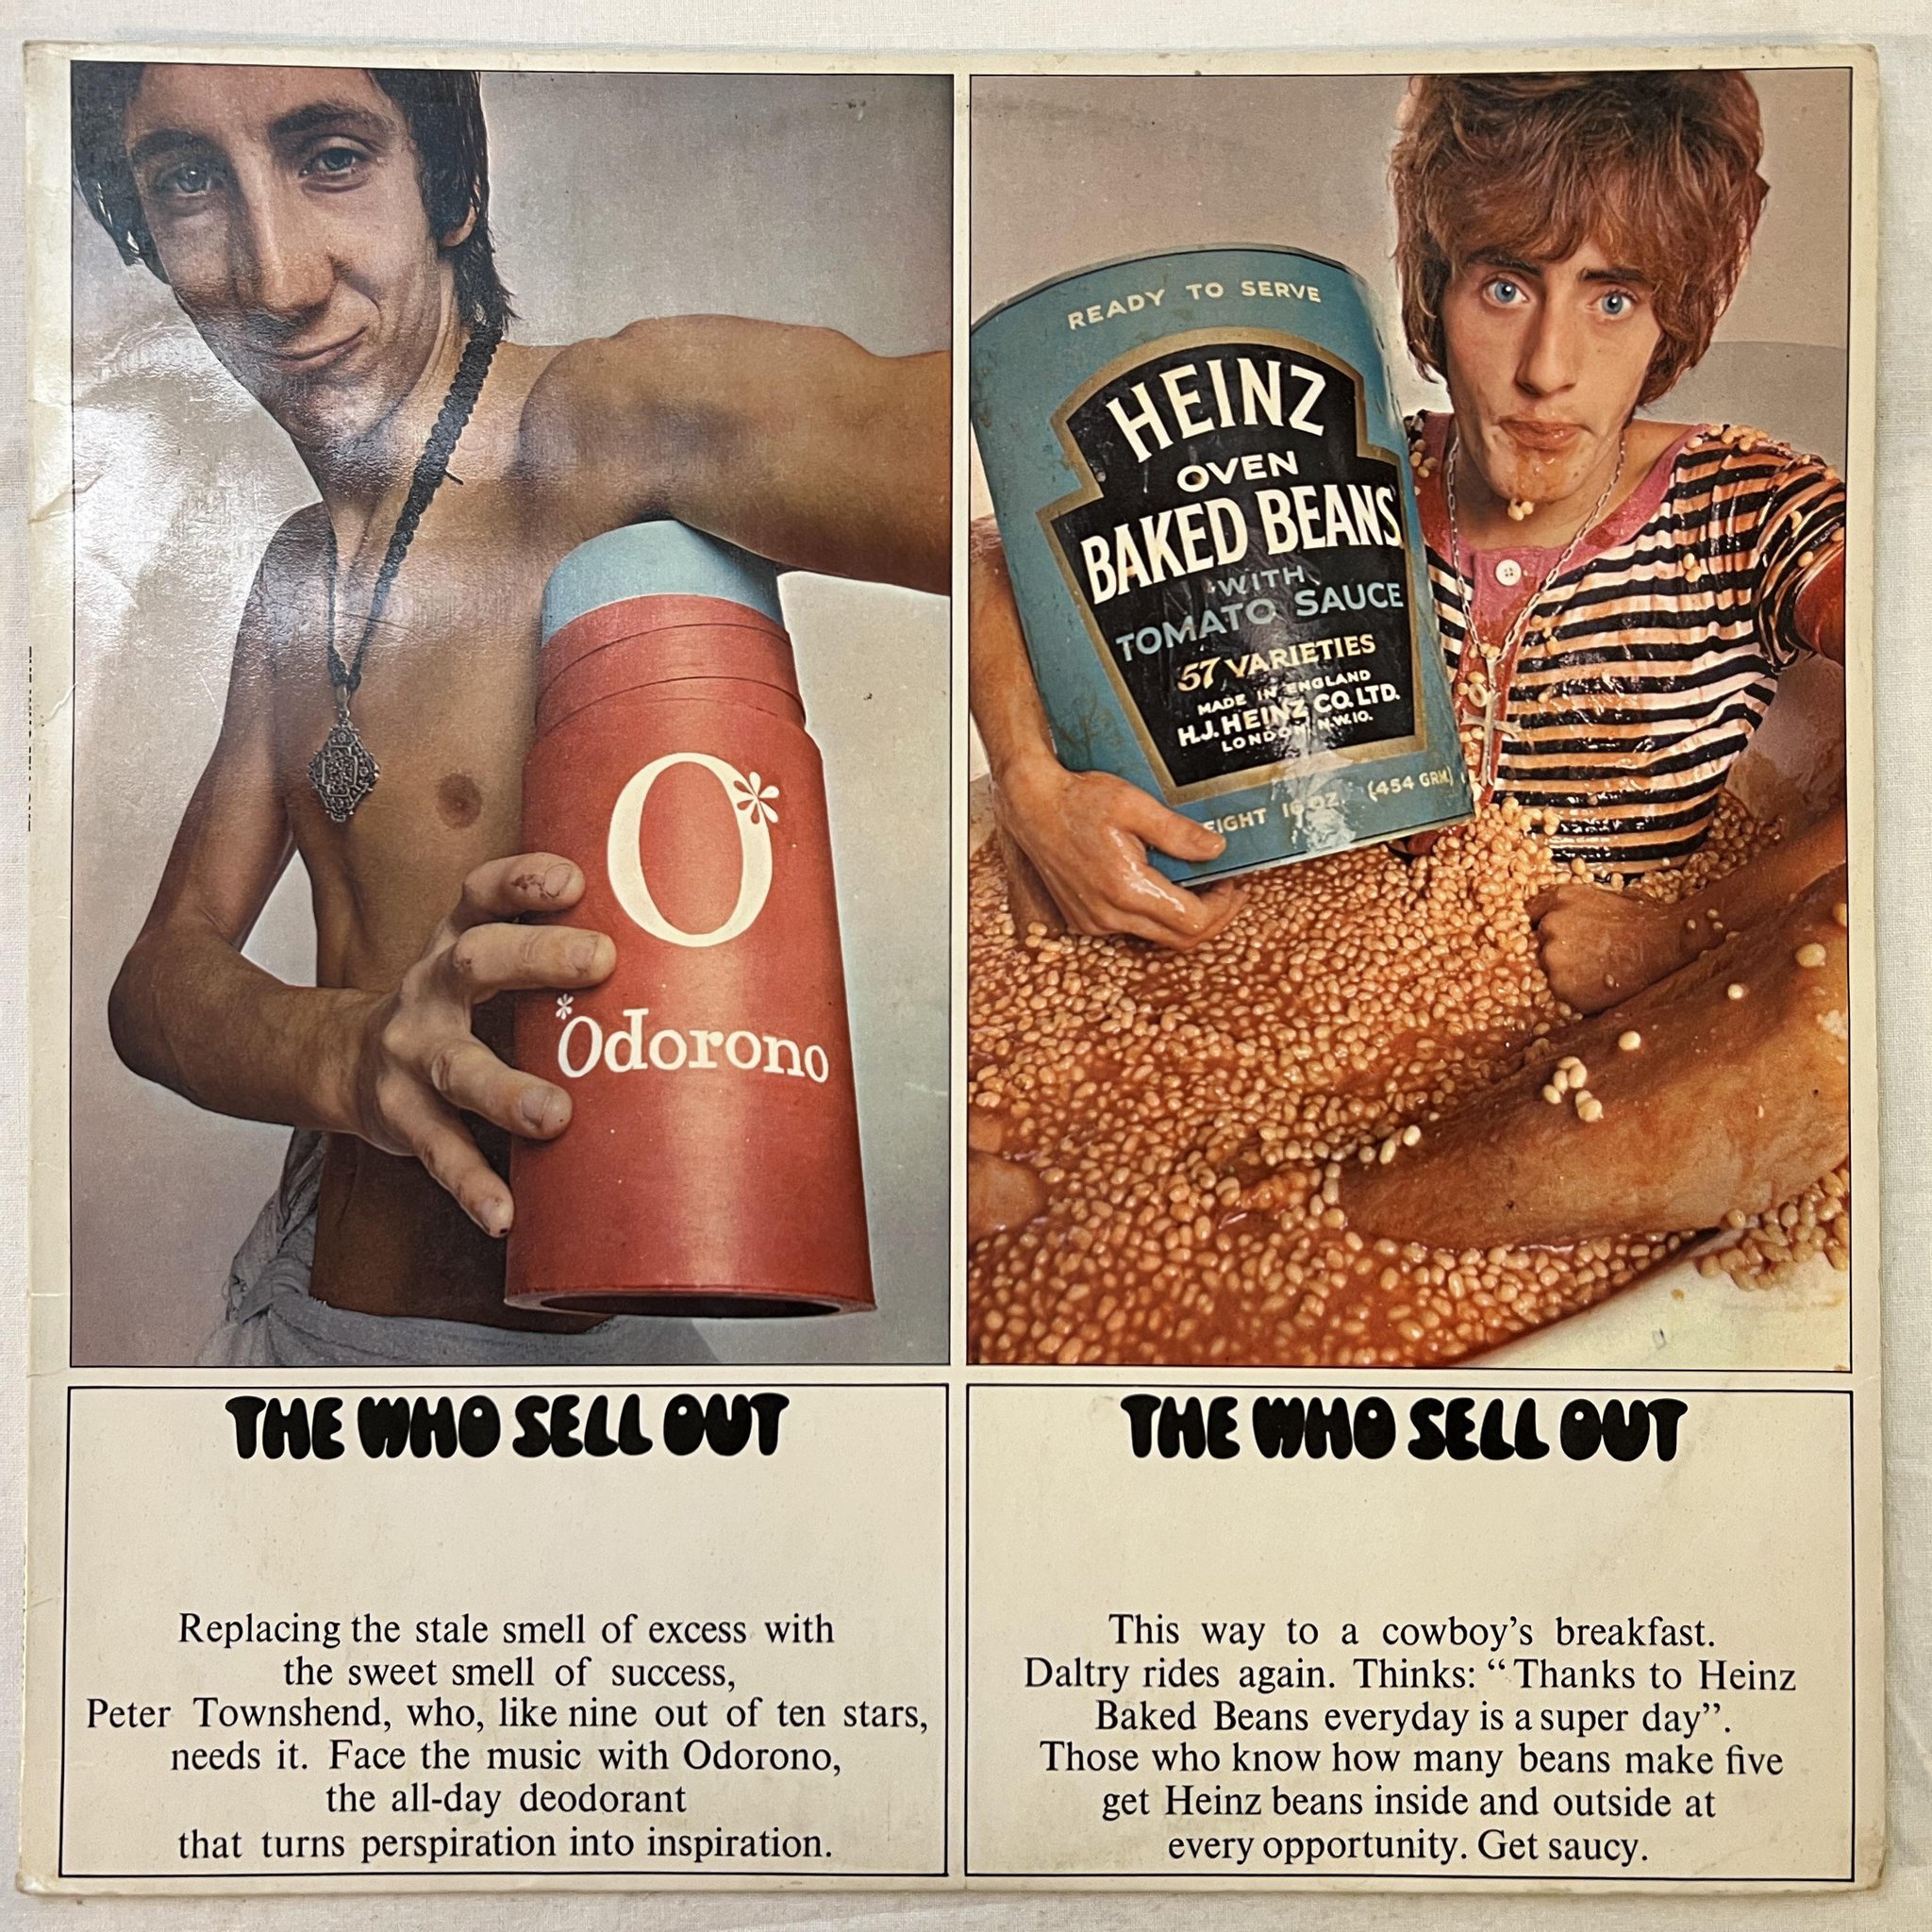 O*
*Odorono
READY TO SERVE
HEINZ
OVEN
BAKED BEANS
WITH
TOMATO SAUCE
57 VARIETIES
MADE IN ENGLAND
H.J. HEINZ CO. LTD.
LONDON, N.W.10.
EIGHT 16 OZ. (454 GRM)
THE WHO SELL OUT
Replacing the stale smell of excess with
the sweet smell of success,
Peter Townshend, who, like nine out of ten stars,
needs it. Face the music with Odorono,
the all-day deodorant
that turns perspiration into inspiration.
THE WHO SELL OUT
This way to a cowboy's breakfast.
Daltry rides again. Thinks: “Thanks to Heinz
Baked Beans everyday is a super day”.
Those who know how many beans make five
get Heinz beans inside and outside at
every opportunity. Get saucy.